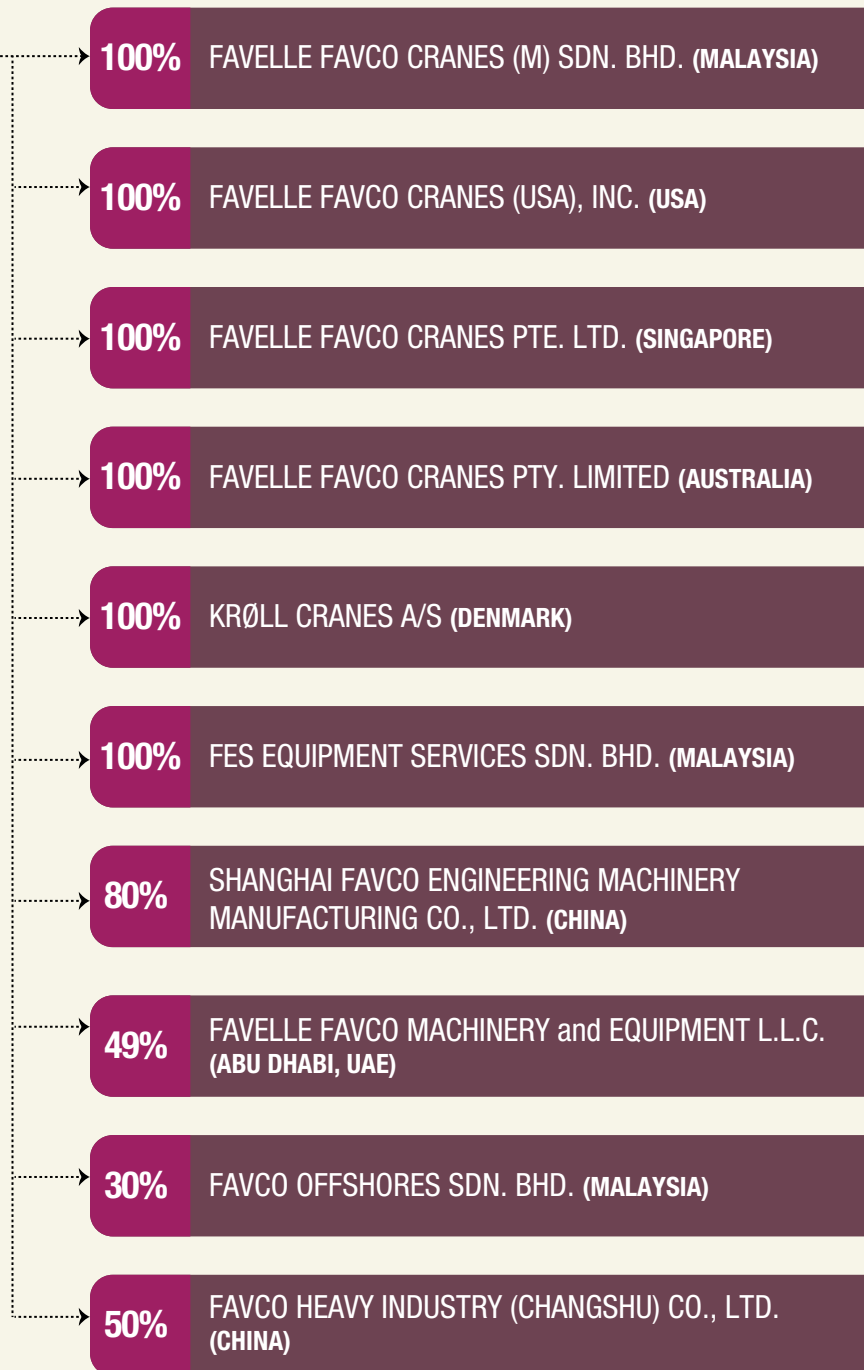 100% FAVELLE FAVCO CRANES (M) SDN. BHD. (MALAYSIA)
100% FAVELLE FAVCO CRANES (USA), INC. (USA)
100% FAVELLE FAVCO CRANES PTE. LTD. (SINGAPORE)
100% FAVELLE FAVCO CRANES PTY. LIMITED (AUSTRALIA)
100% KRØLL CRANES A/S (DENMARK)
100% FES EQUIPMENT SERVICES SDN. BHD. (MALAYSIA)
80% SHANGHAI FAVCO ENGINEERING MACHINERY
MANUFACTURING CO., LTD. (CHINA)
49% FAVELLE FAVCO MACHINERY and EQUIPMENT L.L.C.
(ABU DHABI, UAE)
30% FAVCO OFFSHORES SDN. BHD. (MALAYSIA)
50% FAVCO HEAVY INDUSTRY (CHANGSHU) CO., LTD.
(CHINA)